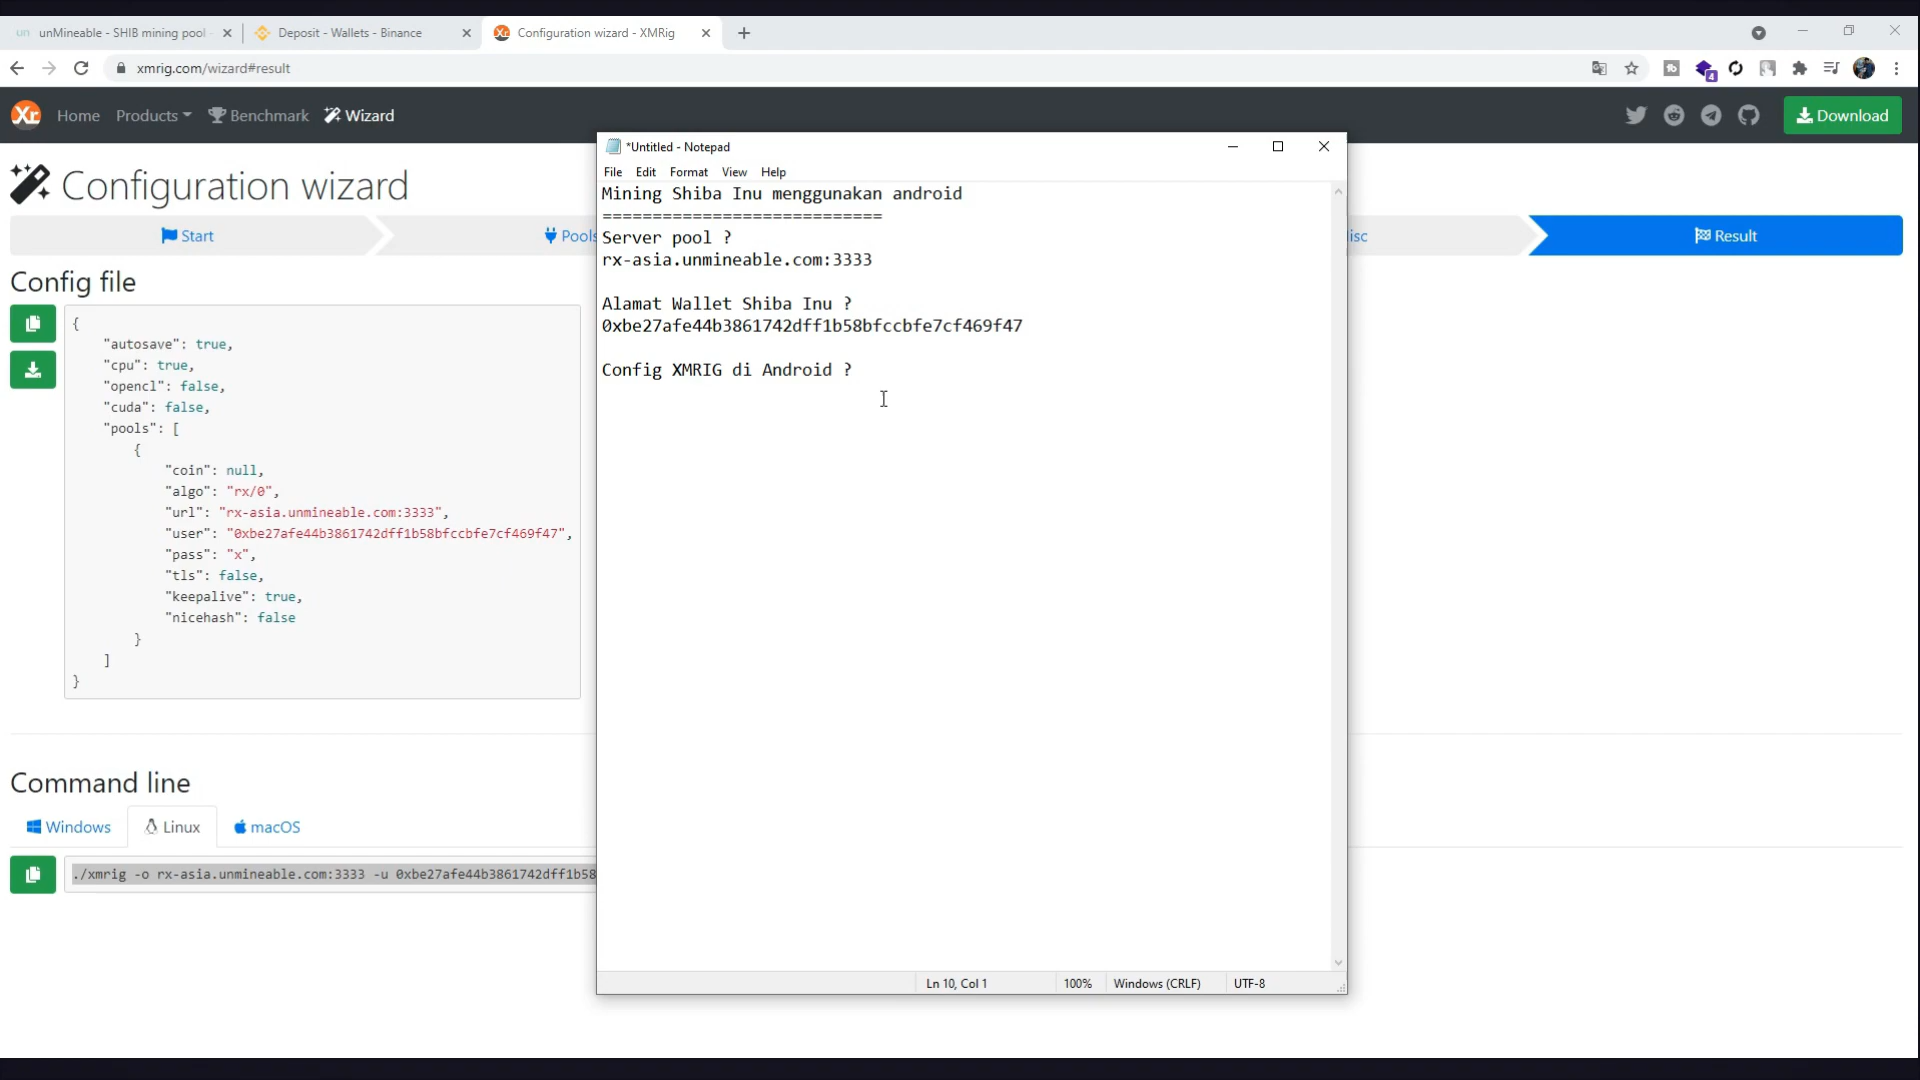 unMineable - SHIB mining pool
Deposit - Wallets - Binance
Configuration wizard - XMRig
xmrig.com/wizard#result
4
Xr Home Products Benchmark Wizard
Download
Configuration wizard
Start
Pools
isc
Result
Config file
{
"autosave": true,
"cpu": true,
"opencl": false,
"cuda": false,
"pools": [
{
"coin": null,
"algo": "rx/0",
"url": "rx-asia.unmineable.com:3333",
"user": "0xbe27afe44b3861742dff1b58bfccbfe7cf469f47",
"pass": "x",
"tls": false,
"keepalive": true,
"nicehash": false
}
]
}
Command line
Windows Linux macOS
./xmrig -o rx-asia.unmineable.com:3333 -u 0xbe27afe44b3861742dff1b58
*Untitled - Notepad
File Edit Format View Help
Mining Shiba Inu menggunakan android
============================
Server pool ?
rx-asia.unmineable.com:3333
Alamat Wallet Shiba Inu ?
0xbe27afe44b3861742dff1b58bfccbfe7cf469f47
Config XMRIG di Android ?
Ln 10, Col 1 100% Windows (CRLF) UTF-8